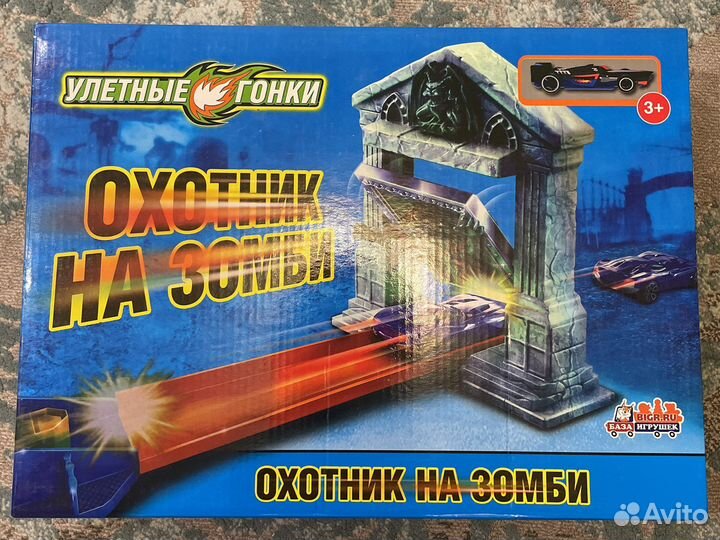 УЛЕТНЫЕ ГОНКИ
3+
ОХОТНИК
НА ЗОМБИ
BIGR.RU
БАЗА ИГРУШЕК
ОХОТНИК НА ЗОМБИ
Avito